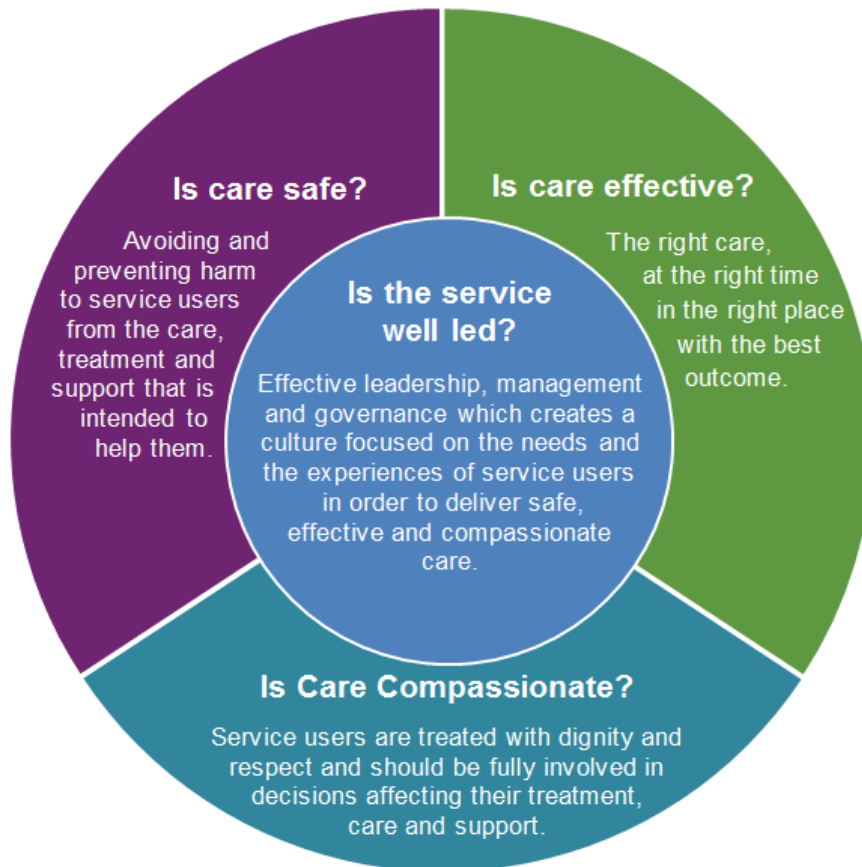 Is care safe?
Avoiding and
preventing harm
to service users
from the care,
treatment and
support that is
intended to
help them.
Is care effective?
The right care,
at the right time
in the right place
with the best
outcome.
Is the service
well led?
Effective leadership, management
and governance which creates a
culture focused on the needs and
the experiences of service users
in order to deliver safe,
effective and compassionate
care.
Is Care Compassionate?
Service users are treated with dignity and
respect and should be fully involved in
decisions affecting their treatment,
care and support.